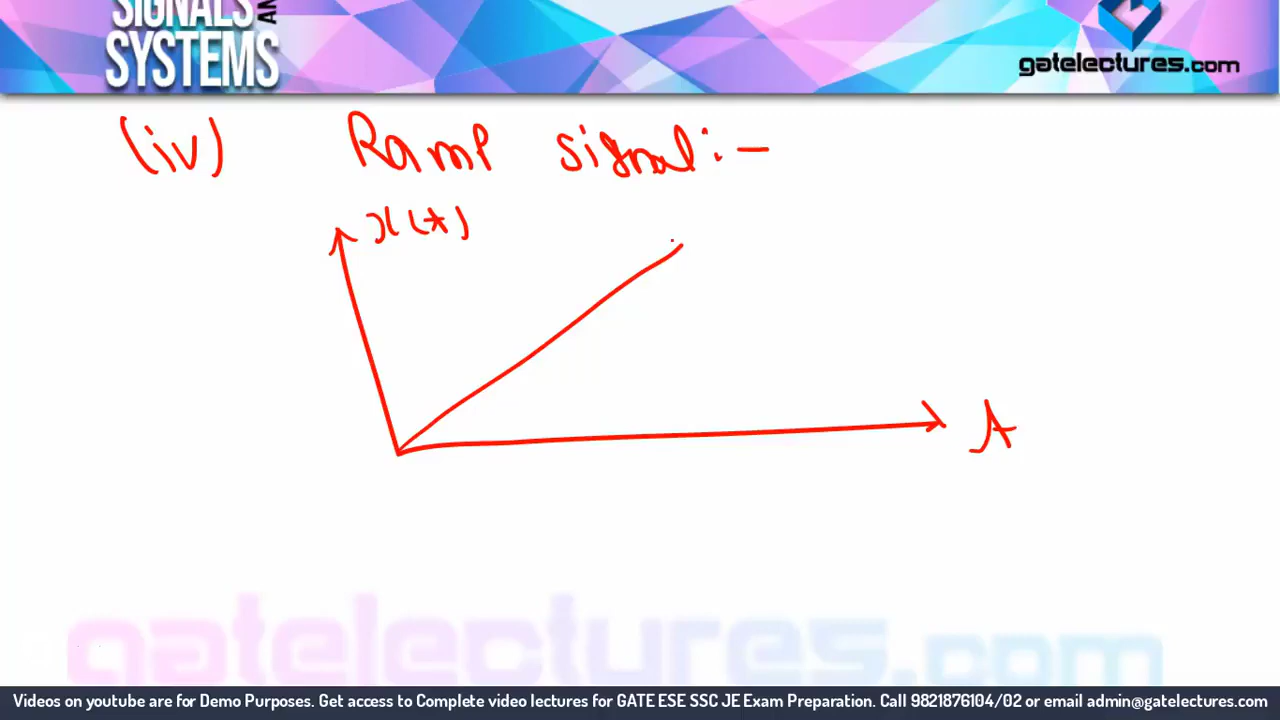 SIGNALS AND
SYSTEMS
gatelectures.com
(iv) Ramp signal:-
x(t)
t
gatelectures.com
Videos on youtube are for Demo Purposes. Get access to Complete video lectures for GATE ESE SSC JE Exam Preparation. Call 9821876104/02 or email admin@gatelectures.com